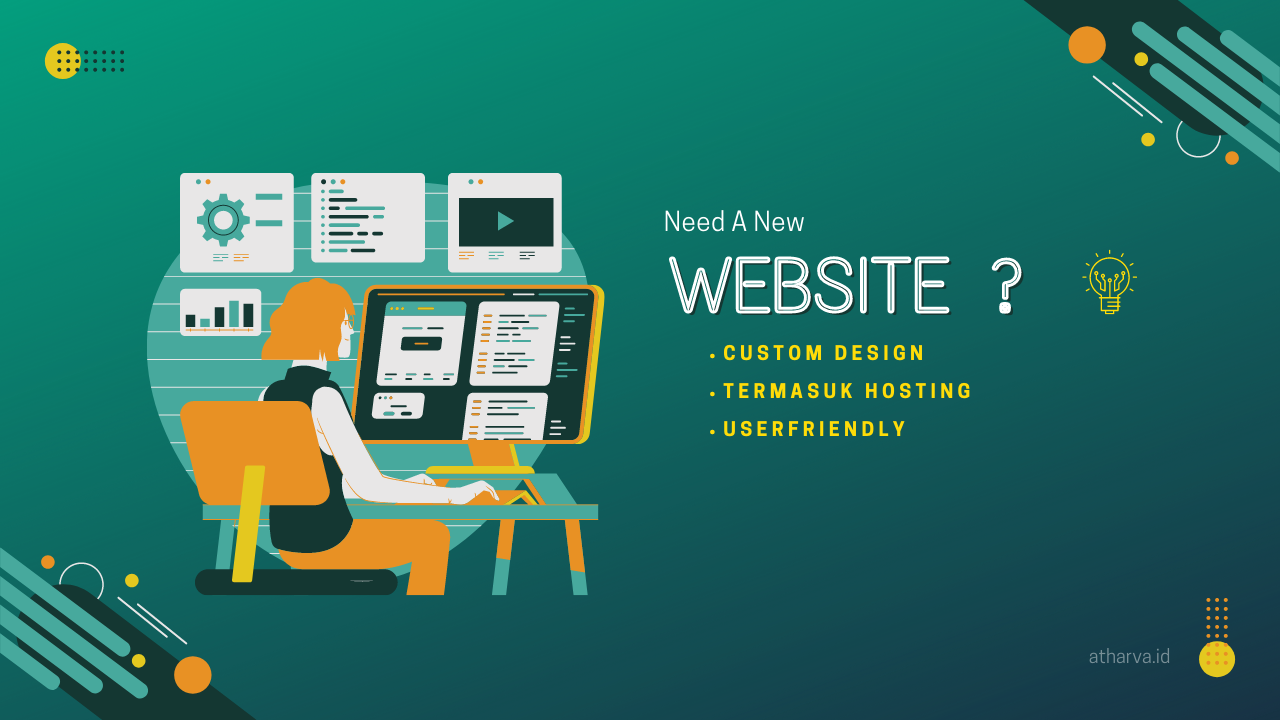 Need A New
WEBSITE ?
• CUSTOM DESIGN
• TERMASUK HOSTING
• USERFRIENDLY
atharva.id